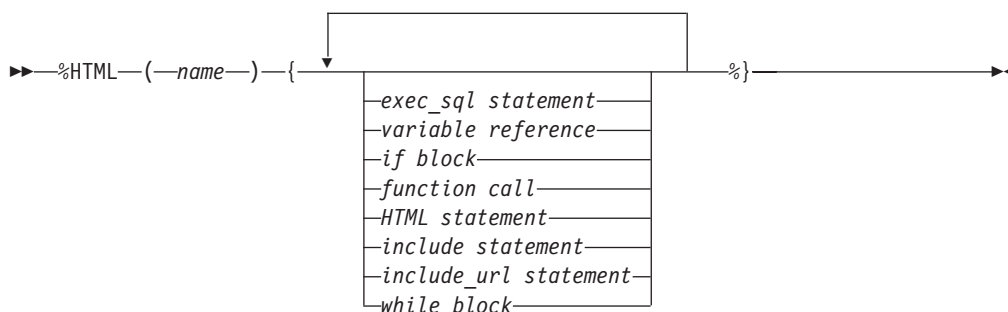 %HTML ( name ) { %}
exec_sql statement
variable reference
if block
function call
HTML statement
include statement
include_url statement
while block